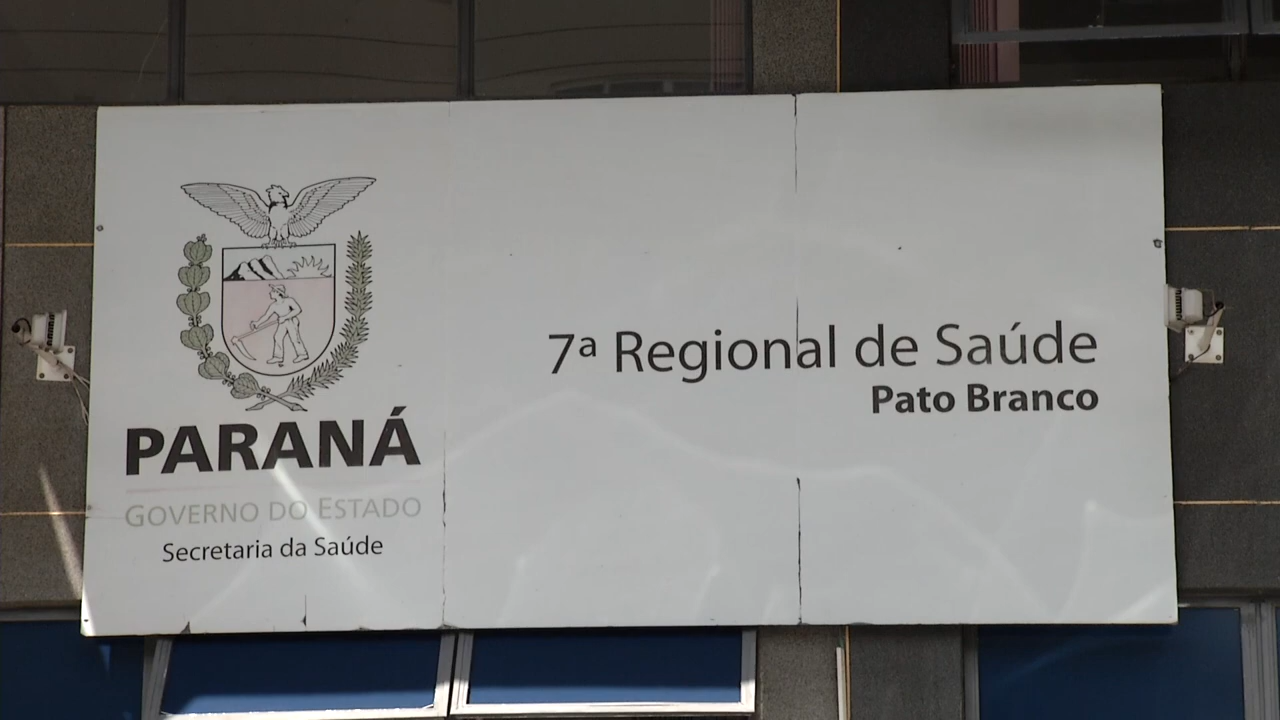 PARANÁ
GOVERNO DO ESTADO
Secretaria da Saúde
7ª Regional de Saúde
Pato Branco